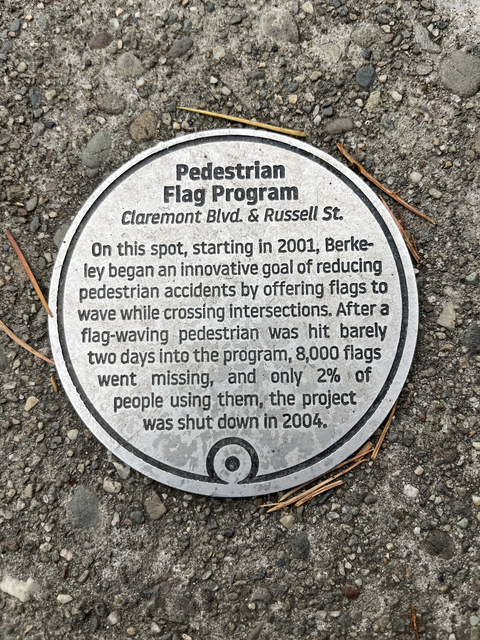 Pedestrian
Flag Program
Claremont Blvd. & Russell St.
On this spot, starting in 2001, Berke-
ley began an innovative goal of reducing
pedestrian accidents by offering flags to
wave while crossing intersections. After a
flag-waving pedestrian was hit barely
two days into the program, 8,000 flags
went missing, and only 2% of
people using them, the project
was shut down in 2004.